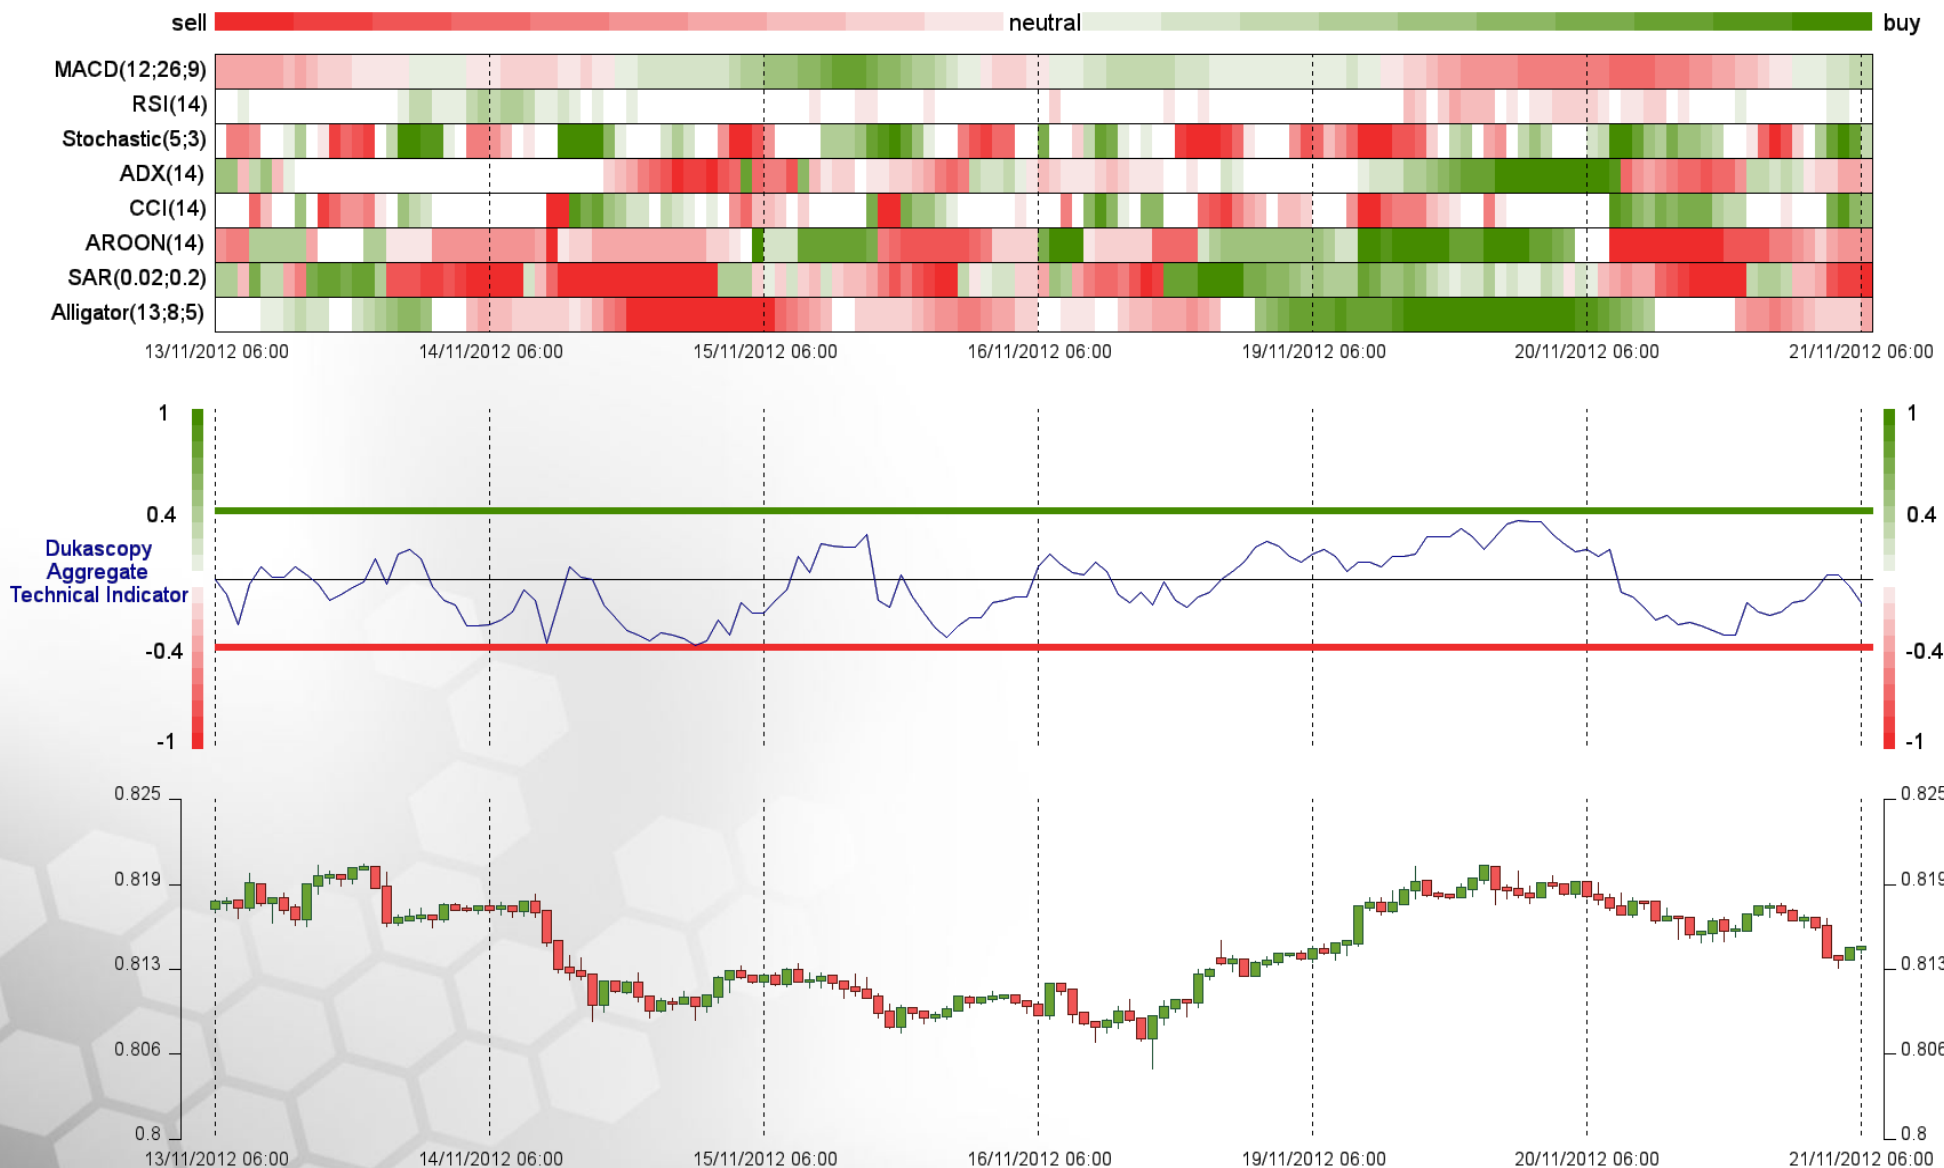 sell neutral buy
MACD(12;26;9)
RSI(14)
Stochastic(5;3)
ADX(14)
CCI(14)
AROON(14)
SAR(0.02;0.2)
Alligator(13;8;5)
13/11/2012 06:00 14/11/2012 06:00 15/11/2012 06:00 16/11/2012 06:00 19/11/2012 06:00 20/11/2012 06:00 21/11/2012 06:00
1 1
0.4 0.4
Dukascopy
Aggregate
Technical Indicator
-0.4 -0.4
-1 -1
0.825 0.825
0.819 0.819
0.813 0.813
0.806 0.806
0.8 0.8
13/11/2012 06:00 14/11/2012 06:00 15/11/2012 06:00 16/11/2012 06:00 19/11/2012 06:00 20/11/2012 06:00 21/11/2012 06:00